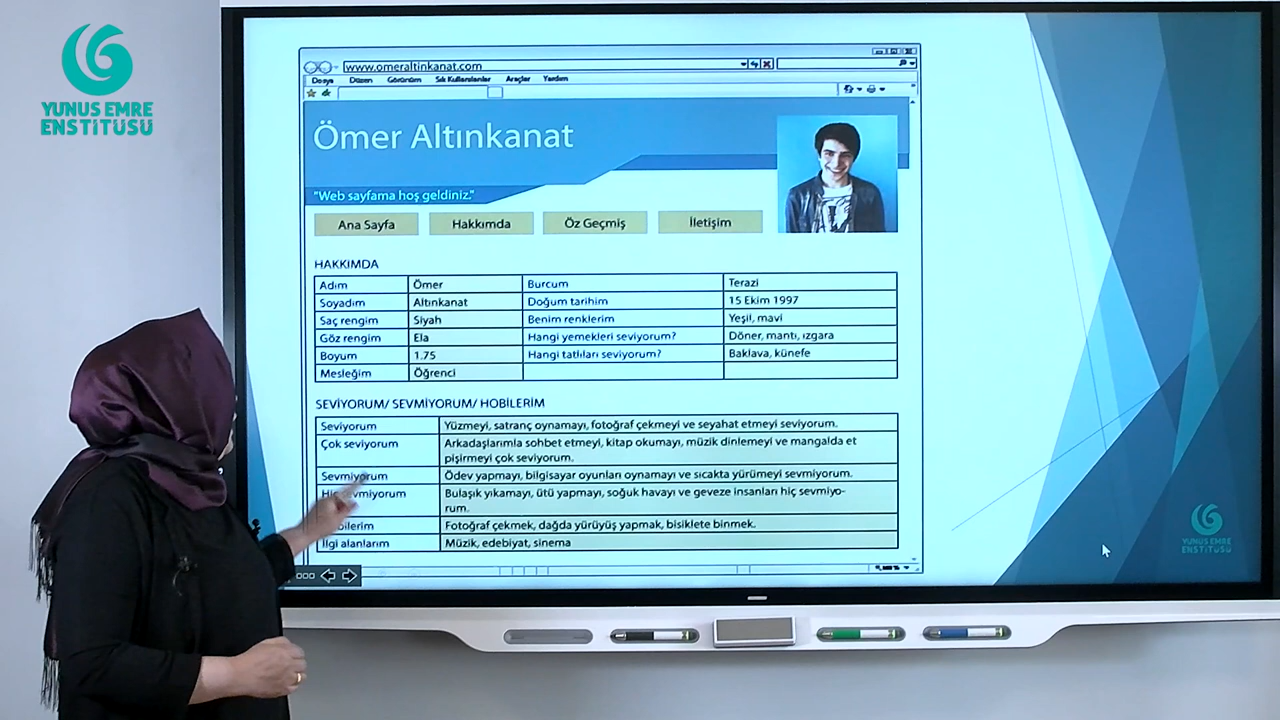 YUNUS EMRE
ENSTİTÜSÜ
www.omeraltinkanat.com
Dosya Düzen Görünüm Sık Kullanılanlar Araçlar Yardım
Ömer Altınkanat
"Web sayfama hoş geldiniz."
Ana Sayfa Hakkımda Öz Geçmiş İletişim
HAKKIMDA
Adım Ömer Burcum Terazi
Soyadım Altınkanat Doğum tarihim 15 Ekim 1997
Saç rengim Siyah Benim renklerim Yeşil, mavi
Göz rengim Ela Hangi yemekleri seviyorum? Döner, mantı, ızgara
Boyum 1.75 Hangi tatlıları seviyorum? Baklava, künefe
Mesleğim Öğrenci
SEVİYORUM/ SEVMİYORUM/ HOBİLERİM
Seviyorum Yüzmeyi, satranç oynamayı, fotoğraf çekmeyi ve seyahat etmeyi seviyorum.
Çok seviyorum Arkadaşlarımla sohbet etmeyi, kitap okumayı, müzik dinlemeyi ve mangalda et
pişirmeyi çok seviyorum.
Sevmiyorum Ödev yapmayı, bilgisayar oyunları oynamayı ve sıcakta yürümeyi sevmiyorum.
Bulaşık yıkamayı, ütü yapmayı, soğuk havayı ve geveze insanları hiç sevmiyo-
rum.
Fotoğraf çekmek, dağda yürüyüş yapmak, bisiklete binmek.
İlgi alanlarım Müzik, edebiyat, sinema
YUNUS EMRE
ENSTİTÜSÜ